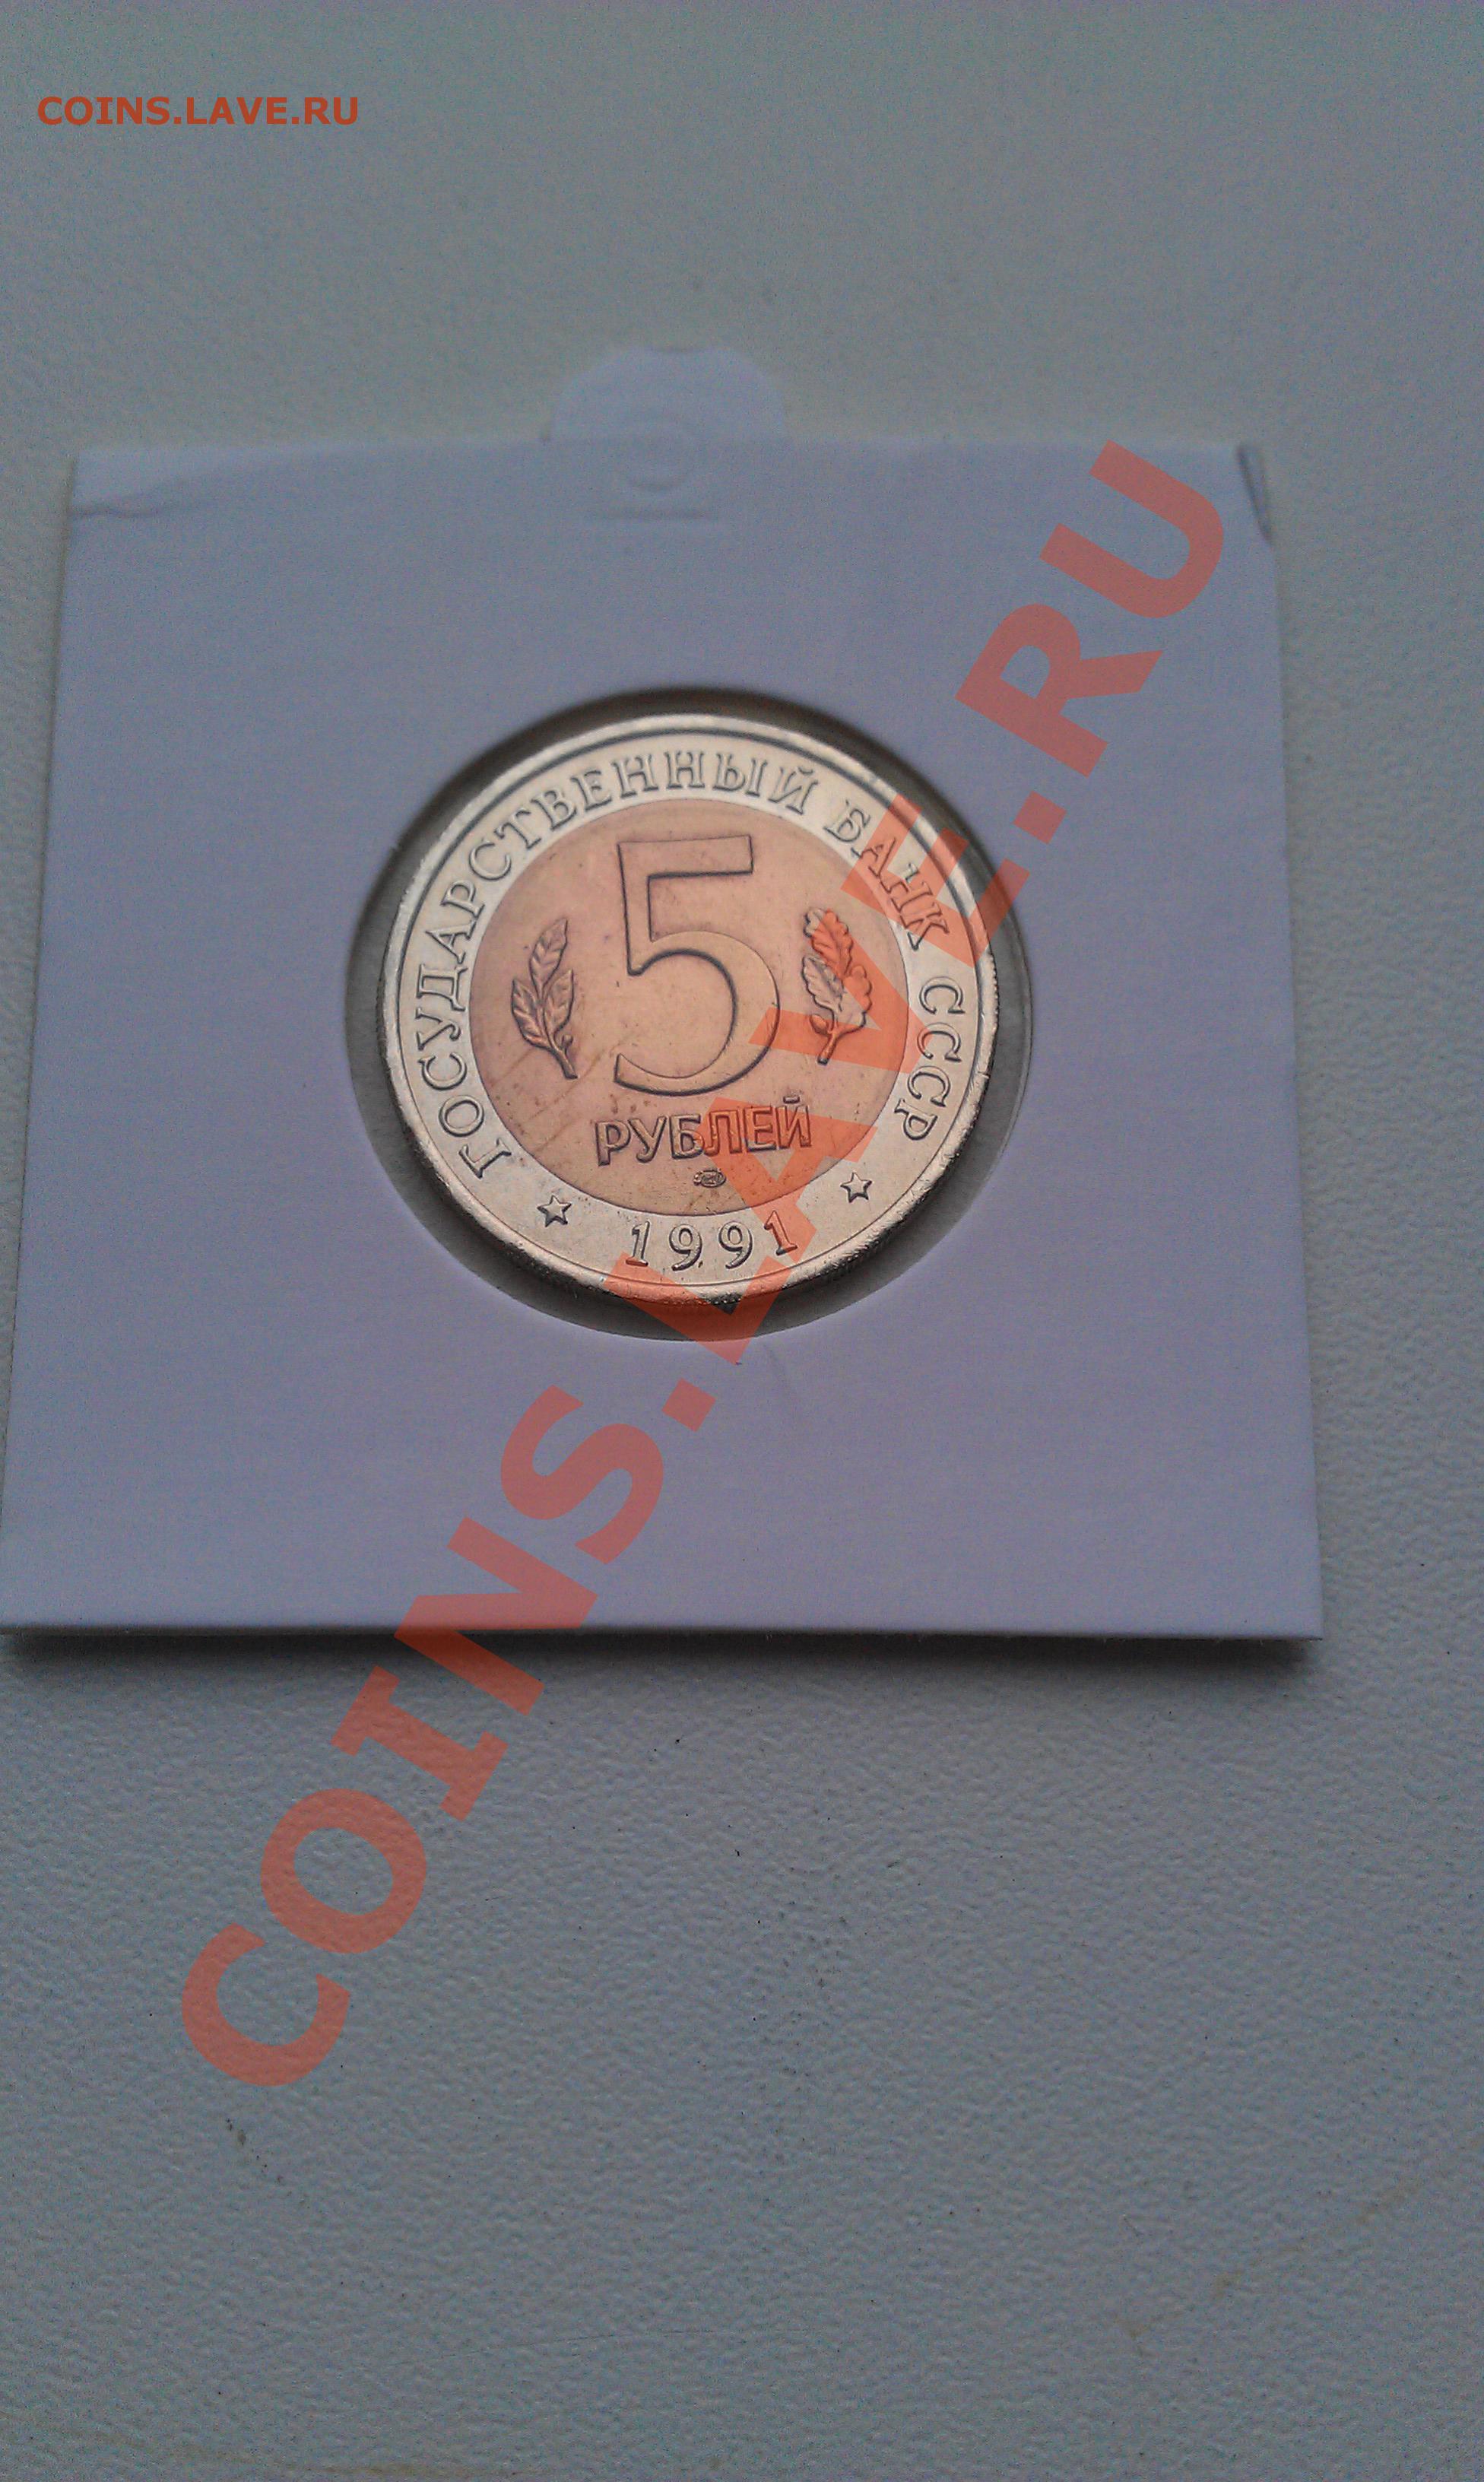 COINS.LAVE.RU
ГОСУДАРСТВЕННЫЙ БАНК СССР
5
РУБЛЕЙ
1991
COINS.LAVE.RU